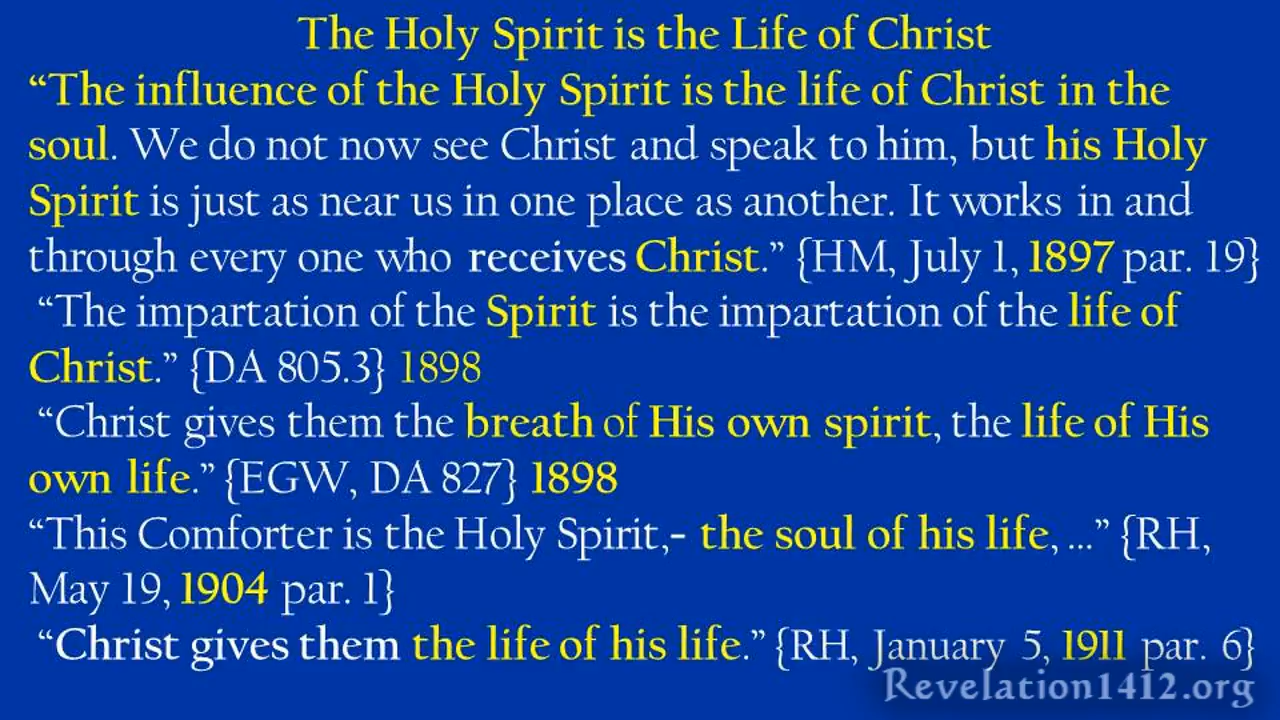 The Holy Spirit is the Life of Christ
“The influence of the Holy Spirit is the life of Christ in the
soul. We do not now see Christ and speak to him, but his Holy
Spirit is just as near us in one place as another. It works in and
through every one who receives Christ.” {HM, July 1, 1897 par. 19}
“The impartation of the Spirit is the impartation of the life of
Christ.” {DA 805.3} 1898
“Christ gives them the breath of His own spirit, the life of His
own life.” {EGW, DA 827} 1898
“This Comforter is the Holy Spirit,- the soul of his life, ...” {RH,
May 19, 1904 par. 1}
“Christ gives them the life of his life.” {RH, January 5, 1911 par. 6}
Revelation1412.org